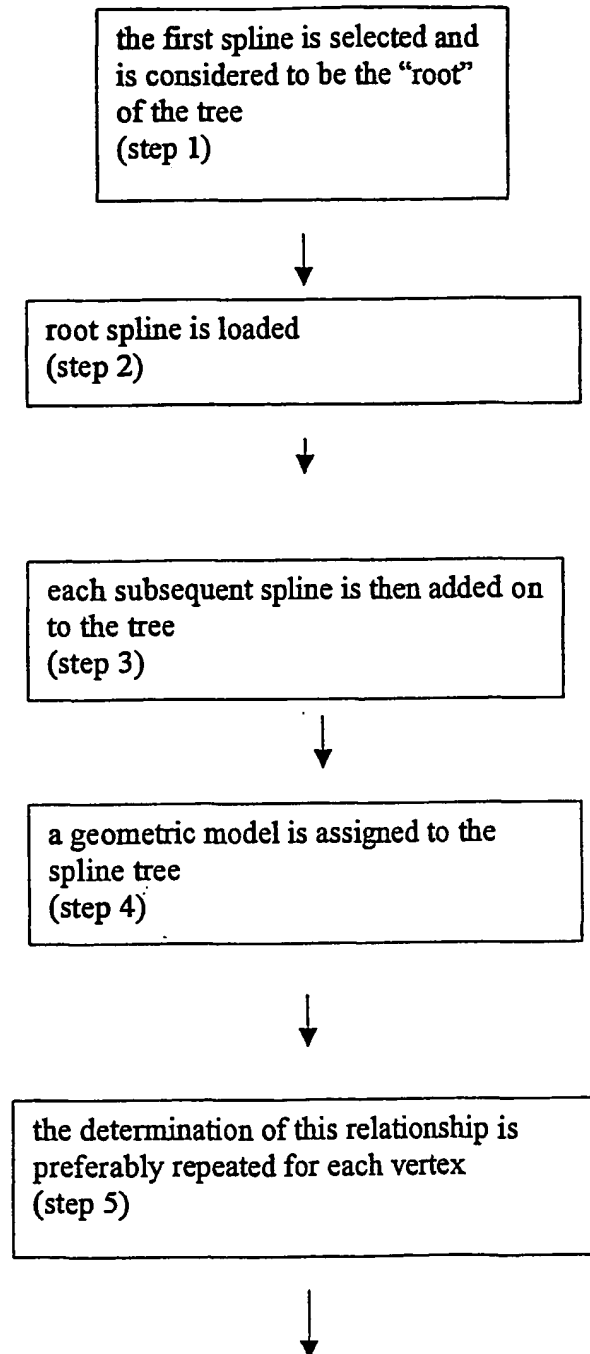 the first spline is selected and
is considered to be the “root”
of the tree
(step 1)
root spline is loaded
(step 2)
each subsequent spline is then added on
to the tree
(step 3)
a geometric model is assigned to the
spline tree
(step 4)
the determination of this relationship is
preferably repeated for each vertex
(step 5)